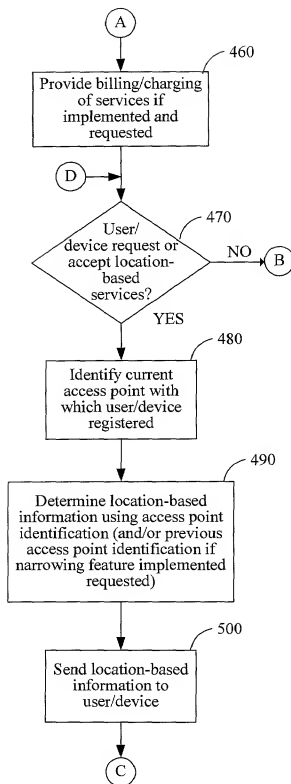 A
460
Provide billing/charging
of services if
implemented and
requested
D
470
User/
device request or
accept location-
based
services?
NO
B
YES
480
Identify current
access point with
which user/device
registered
490
Determine location-based
information using access point
identification (and/or previous
access point identification if
narrowing feature implemented
requested)
500
Send location-based
information to
user/device
C